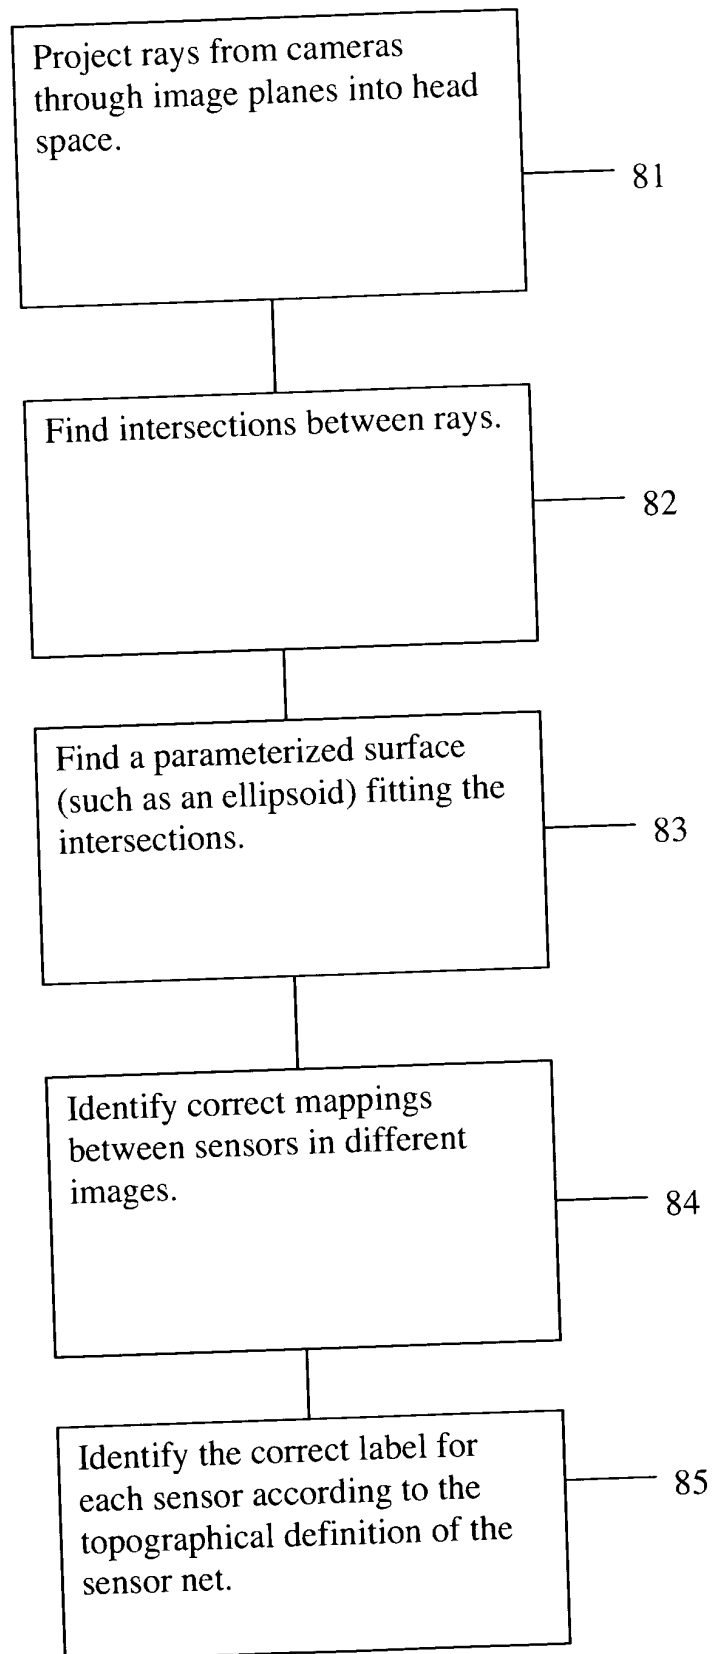 Project rays from cameras
through image planes into head
space.
81
Find intersections between rays.
82
Find a parameterized surface
(such as an ellipsoid) fitting the
intersections.
83
Identify correct mappings
between sensors in different
images.
84
Identify the correct label for
each sensor according to the
topographical definition of the
sensor net.
85